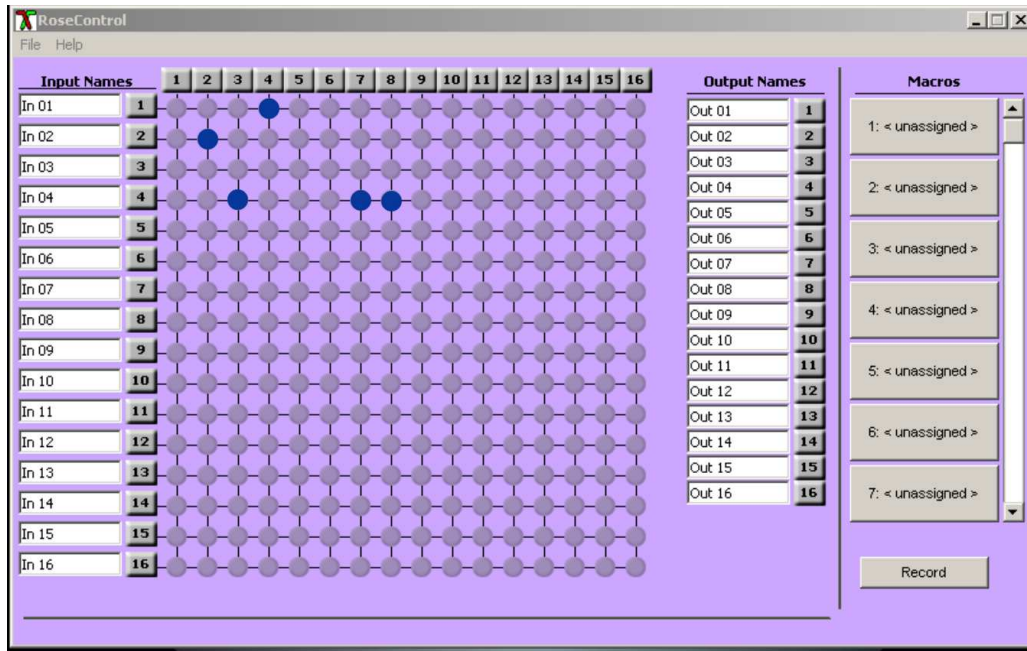 RoseControl
File Help
Input Names 1 2 3 4 5 6 7 8 9 10 11 12 13 14 15 16 Output Names Macros
In 01 1
In 02 2
In 03 3
In 04 4
In 05 5
In 06 6
In 07 7
In 08 8
In 09 9
In 10 10
In 11 11
In 12 12
In 13 13
In 14 14
In 15 15
In 16 16
Out 01 1
Out 02 2
Out 03 3
Out 04 4
Out 05 5
Out 06 6
Out 07 7
Out 08 8
Out 09 9
Out 10 10
Out 11 11
Out 12 12
Out 13 13
Out 14 14
Out 15 15
Out 16 16
1: < unassigned >
2: < unassigned >
3: < unassigned >
4: < unassigned >
5: < unassigned >
6: < unassigned >
7: < unassigned >
Record